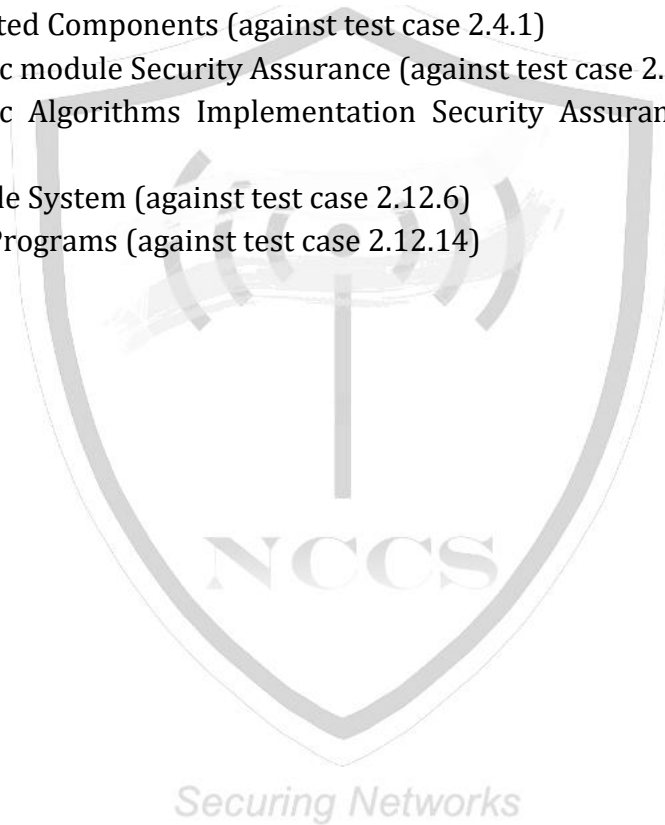 ted Components (against test case 2.4.1)
c module Security Assurance (against test case 2.
c Algorithms Implementation Security Assuran
le System (against test case 2.12.6)
Programs (against test case 2.12.14)
NCCS
Securing Networks